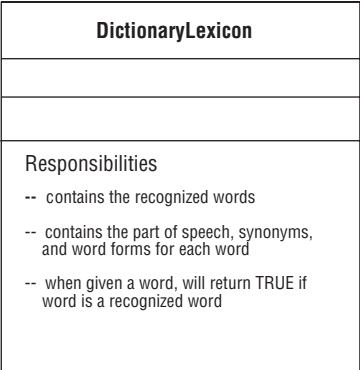 DictionaryLexicon
Responsibilities
-- contains the recognized words
-- contains the part of speech, synonyms,
and word forms for each word
-- when given a word, will return TRUE if
word is a recognized word